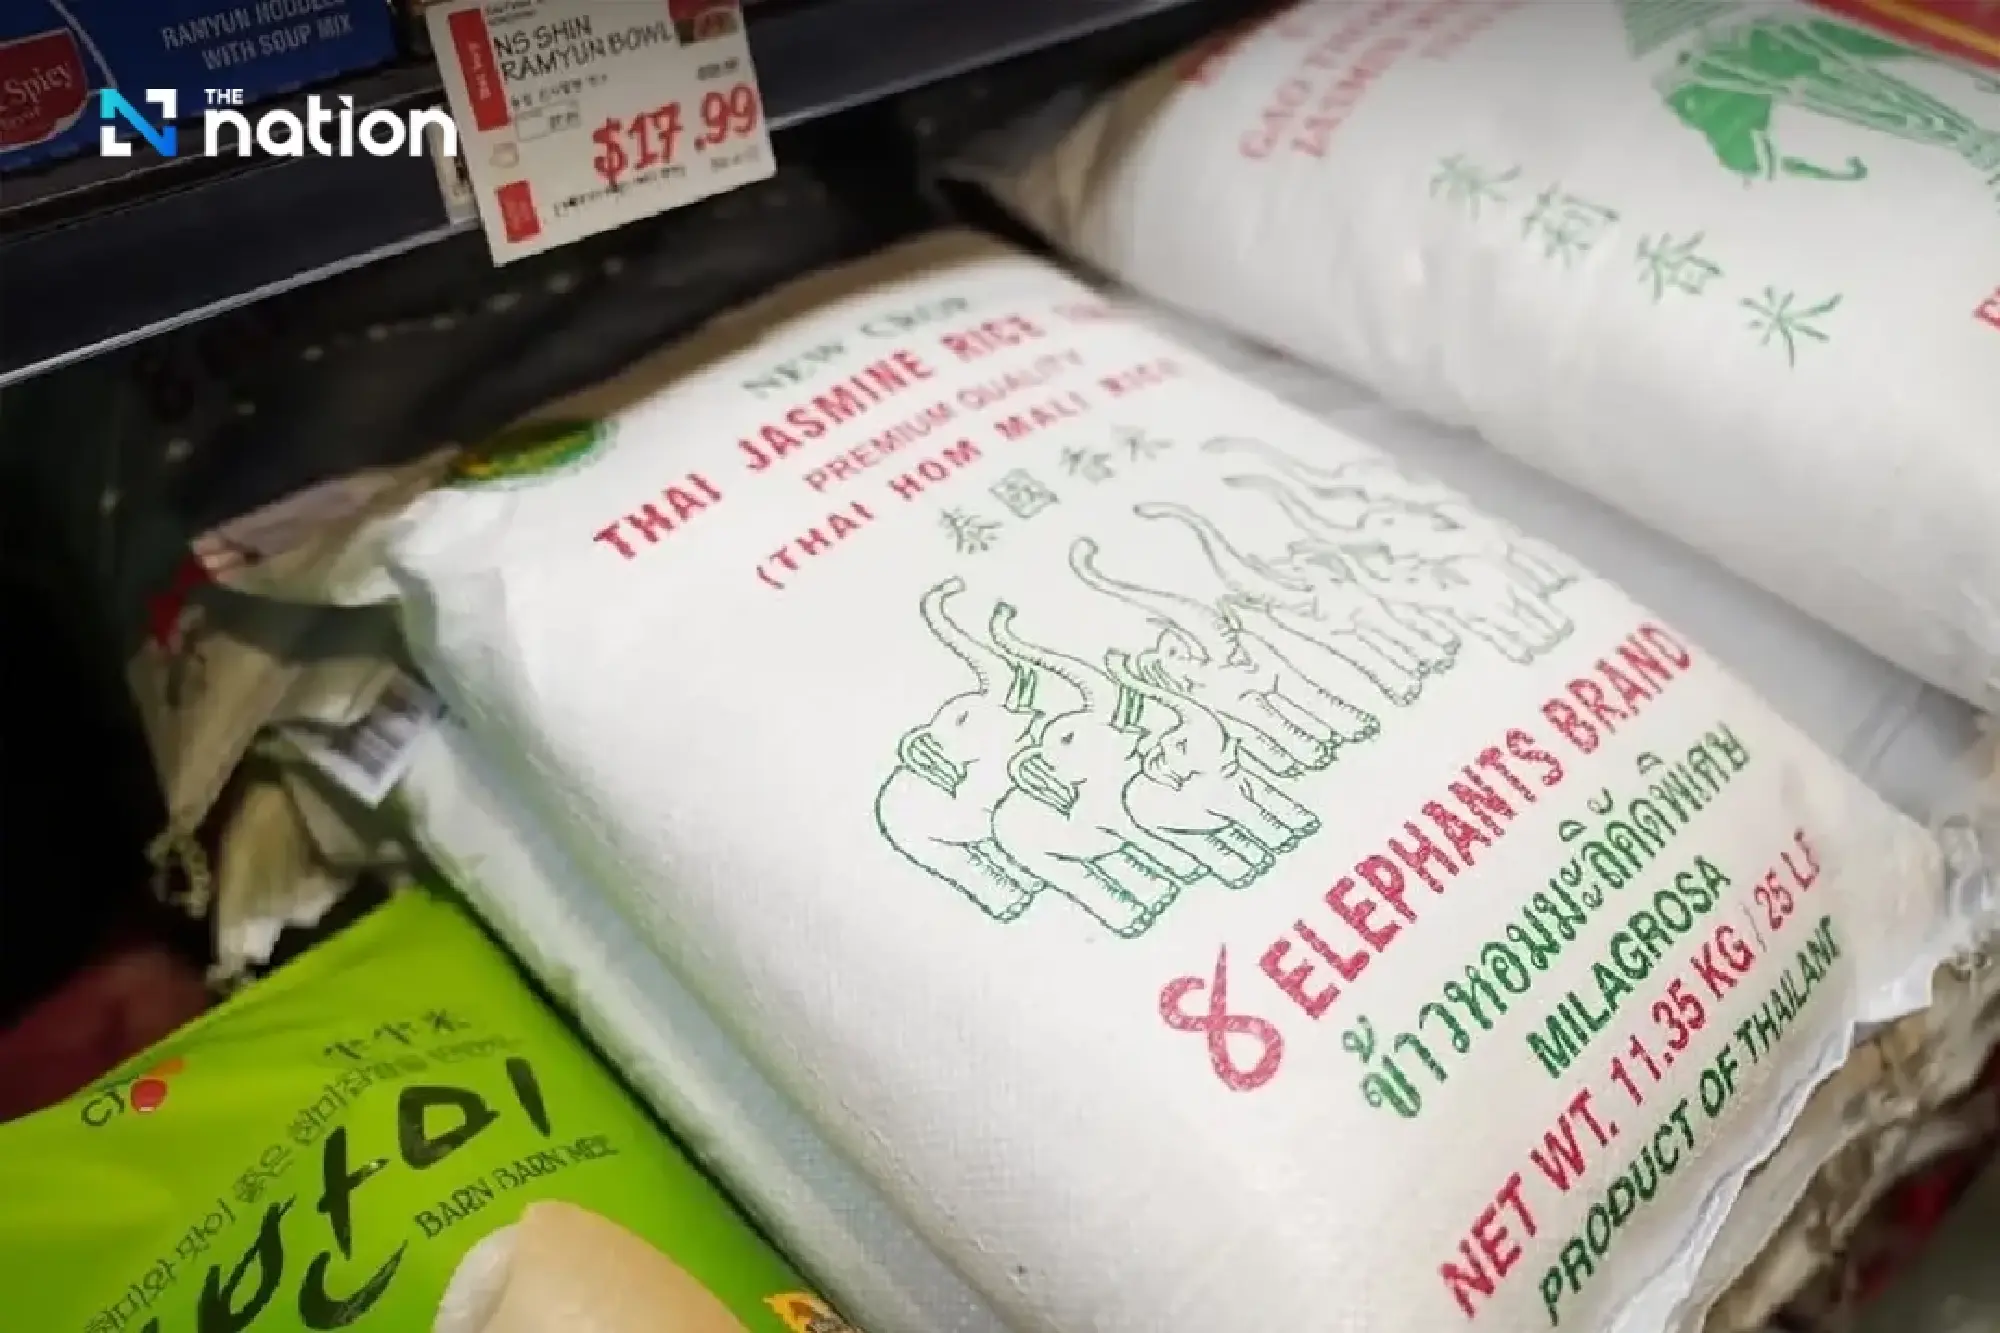 RAMYUN NOODLES
WITH SOUP MIX
Spicy
THE
nation
NS SHIN
RAMYUN BOWL
$17.99
NEW CROP
THAI JASMINE RICE
PREMIUM QUALITY
(THAI HOM MALI RICE
泰國香米
8 ELEPHANTS BRAND
ข้าวหอมมะลิคัดพิเศษ
MILAGROSA
NET WT. 11.35 KG / 25 L
PRODUCT OF THAILAND
茉莉香米
CJ
BARN BARN MEE